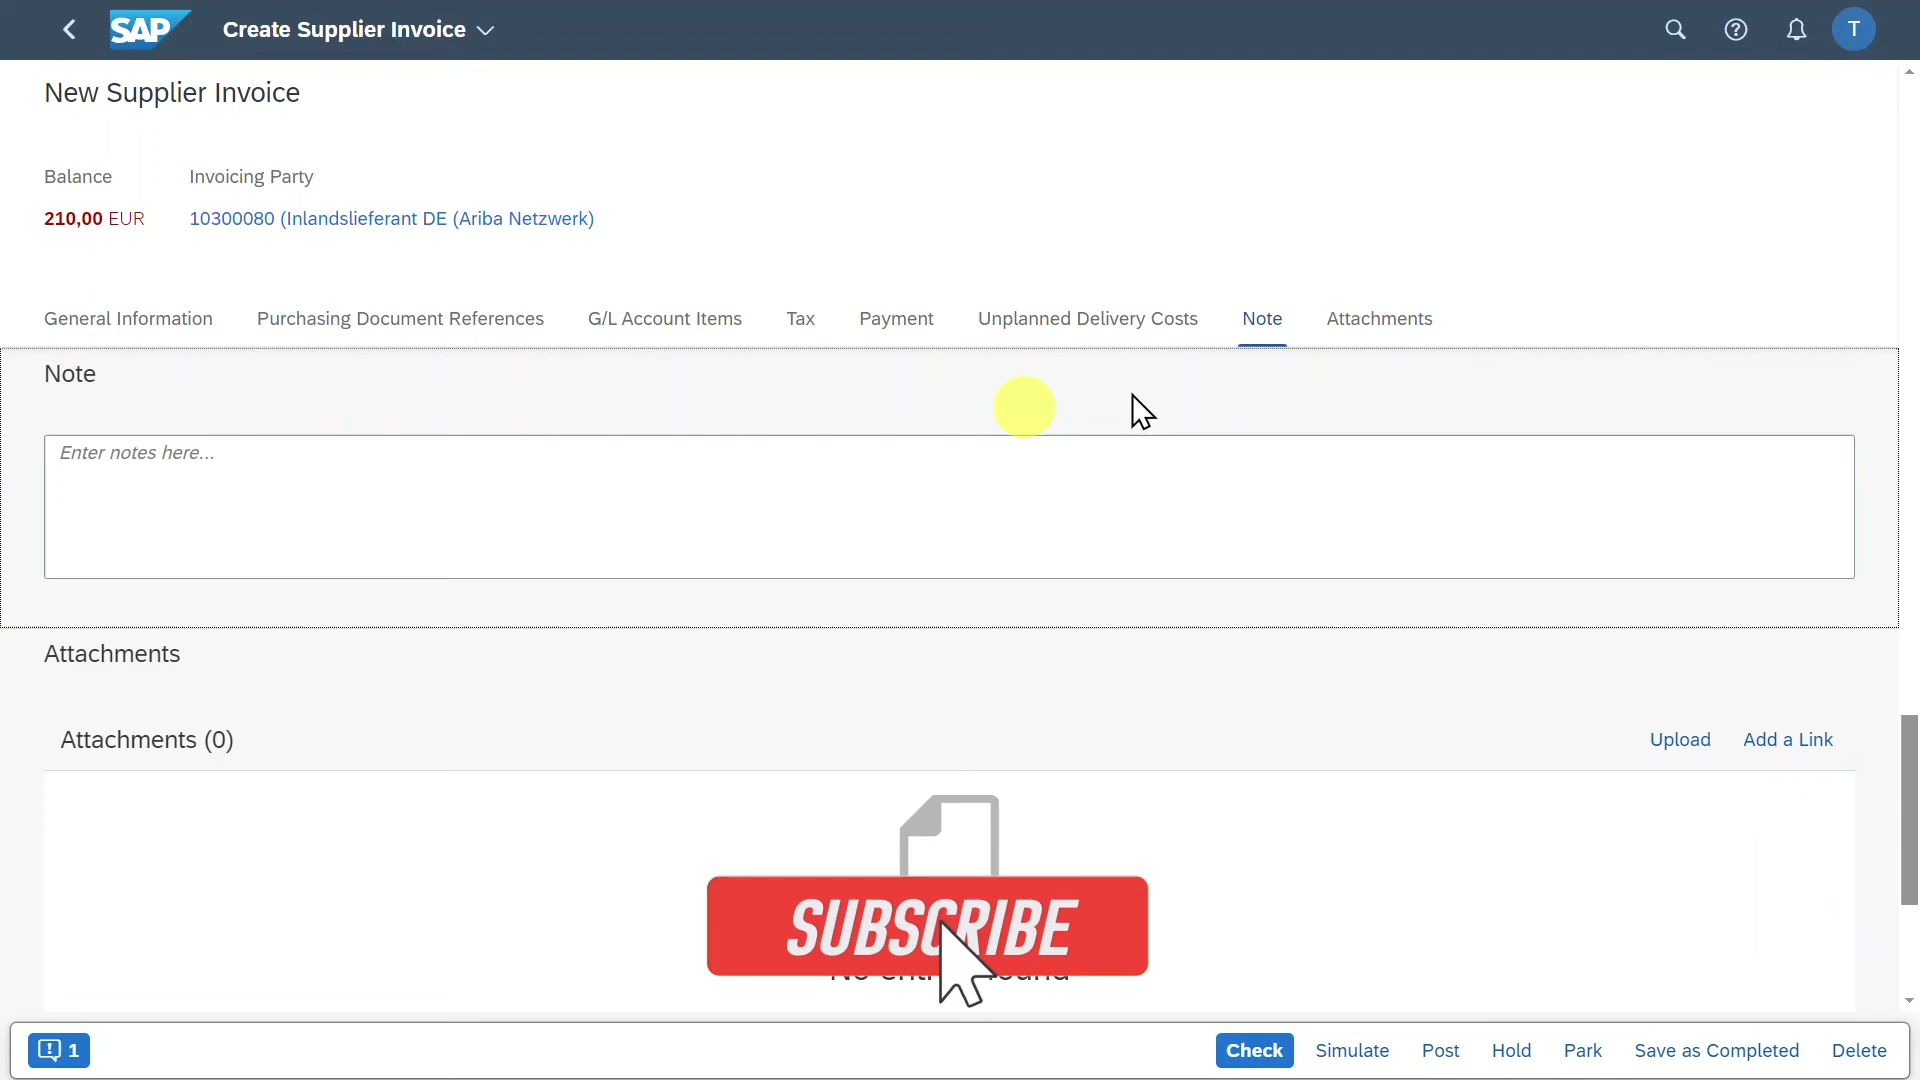 SAP Create Supplier Invoice T
New Supplier Invoice
Balance Invoicing Party
210,00 EUR 10300080 (Inlandslieferant DE (Ariba Netzwerk)
General Information Purchasing Document References G/L Account Items Tax Payment Unplanned Delivery Costs Note Attachments
Note
Enter notes here...
Attachments
Attachments (0) Upload Add a Link
SUBSCRIBE
1 Check Simulate Post Hold Park Save as Completed Delete